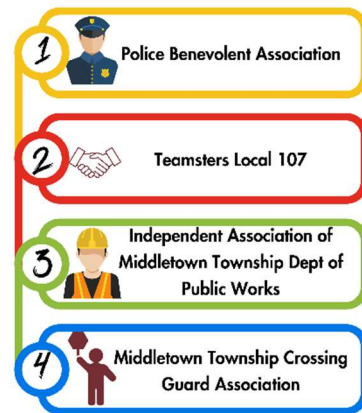 1
Police Benevolent Association
2
Teamsters Local 107
3
Independent Association of
Middletown Township Dept of
Public Works
4
Middletown Township Crossing
Guard Association